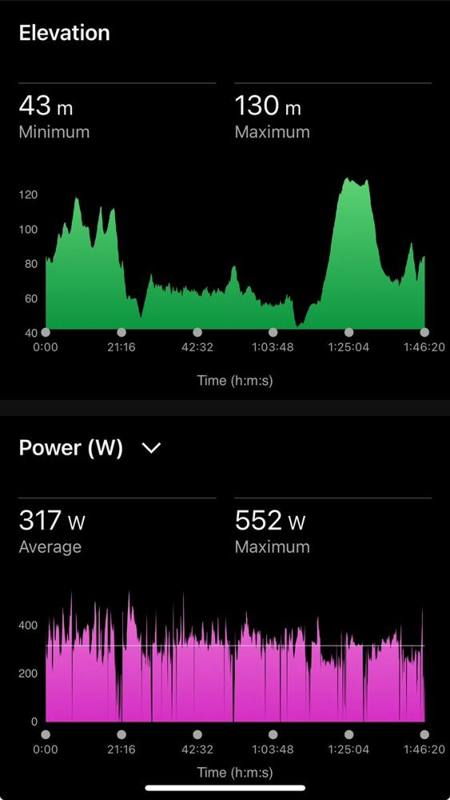 Elevation
43 m 130 m
Minimum Maximum
120
100
80
60
40
0:00 21:16 42:32 1:03:48 1:25:04 1:46:20
Time (h:m:s)
Power (W)
317 W 552 W
Average Maximum
400
200
0
0:00 21:16 42:32 1:03:48 1:25:04 1:46:20
Time (h:m:s)